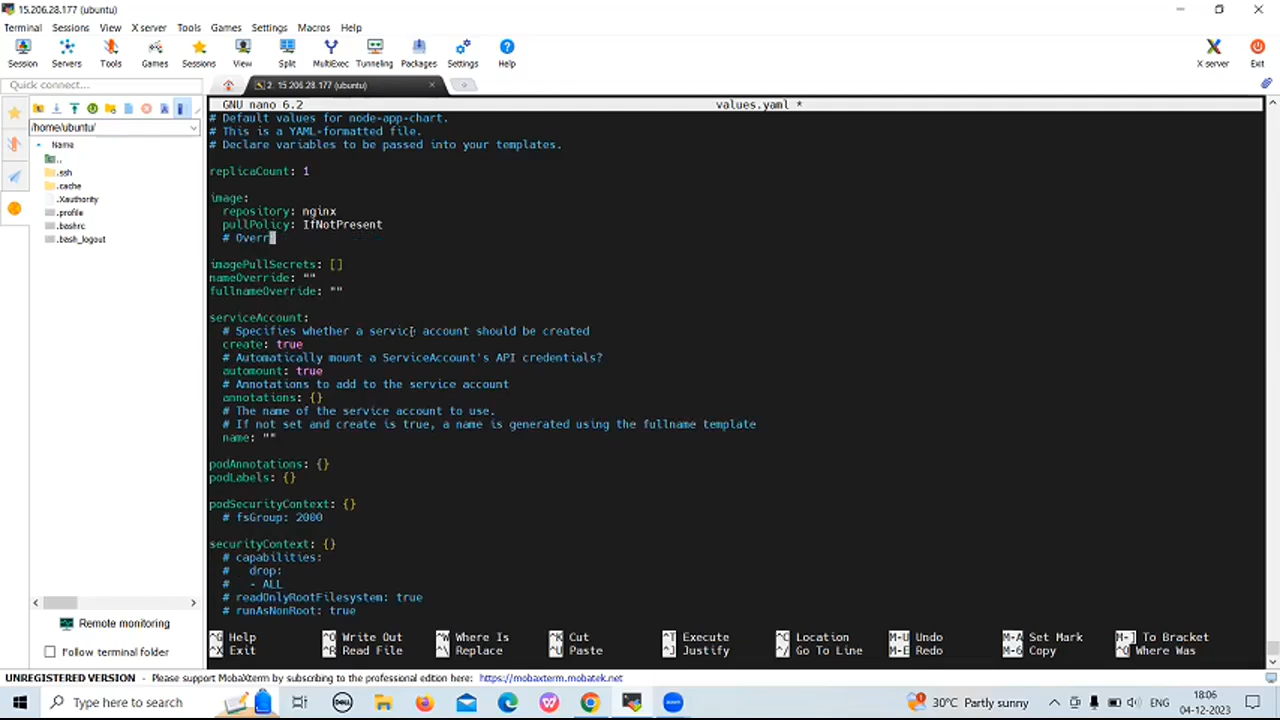 15.206.28.177 (ubuntu)
Terminal Sessions View X server Tools Games Settings Macros Help
Session Servers Tools Games Sessions View Split MultiExec Tunneling Packages Settings Help X server Exit
Quick connect...
2. 15.206.28.177 (ubuntu)
/home/ubuntu/
Name
..
.ssh
.cache
.Xauthority
.profile
.bashrc
.bash_logout
Remote monitoring
Follow terminal folder
GNU nano 6.2 values.yaml *
# Default values for node-app-chart.
# This is a YAML-formatted file.
# Declare variables to be passed into your templates.
replicaCount: 1
image:
repository: nginx
pullPolicy: IfNotPresent
# Overr
imagePullSecrets: []
nameOverride: ""
fullnameOverride: ""
serviceAccount:
# Specifies whether a service account should be created
create: true
# Automatically mount a ServiceAccount's API credentials?
automount: true
# Annotations to add to the service account
annotations: {}
# The name of the service account to use.
# If not set and create is true, a name is generated using the fullname template
name: ""
podAnnotations: {}
podLabels: {}
podSecurityContext: {}
# fsGroup: 2000
securityContext: {}
# capabilities:
#   drop:
#   - ALL
# readOnlyRootFilesystem: true
# runAsNonRoot: true
^G Help ^O Write Out ^W Where Is ^K Cut ^T Execute ^C Location M-U Undo M-A Set Mark M-] To Bracket
^X Exit ^R Read File ^\ Replace ^U Paste ^J Justify ^/ Go To Line M-E Redo M-6 Copy ^Q Where Was
UNREGISTERED VERSION - Please support MobaXterm by subscribing to the professional edition here: https://mobaxterm.mobatek.net
Type here to search
DELL
W
zoom
30°C Partly sunny
ENG
18:06
04-12-2023